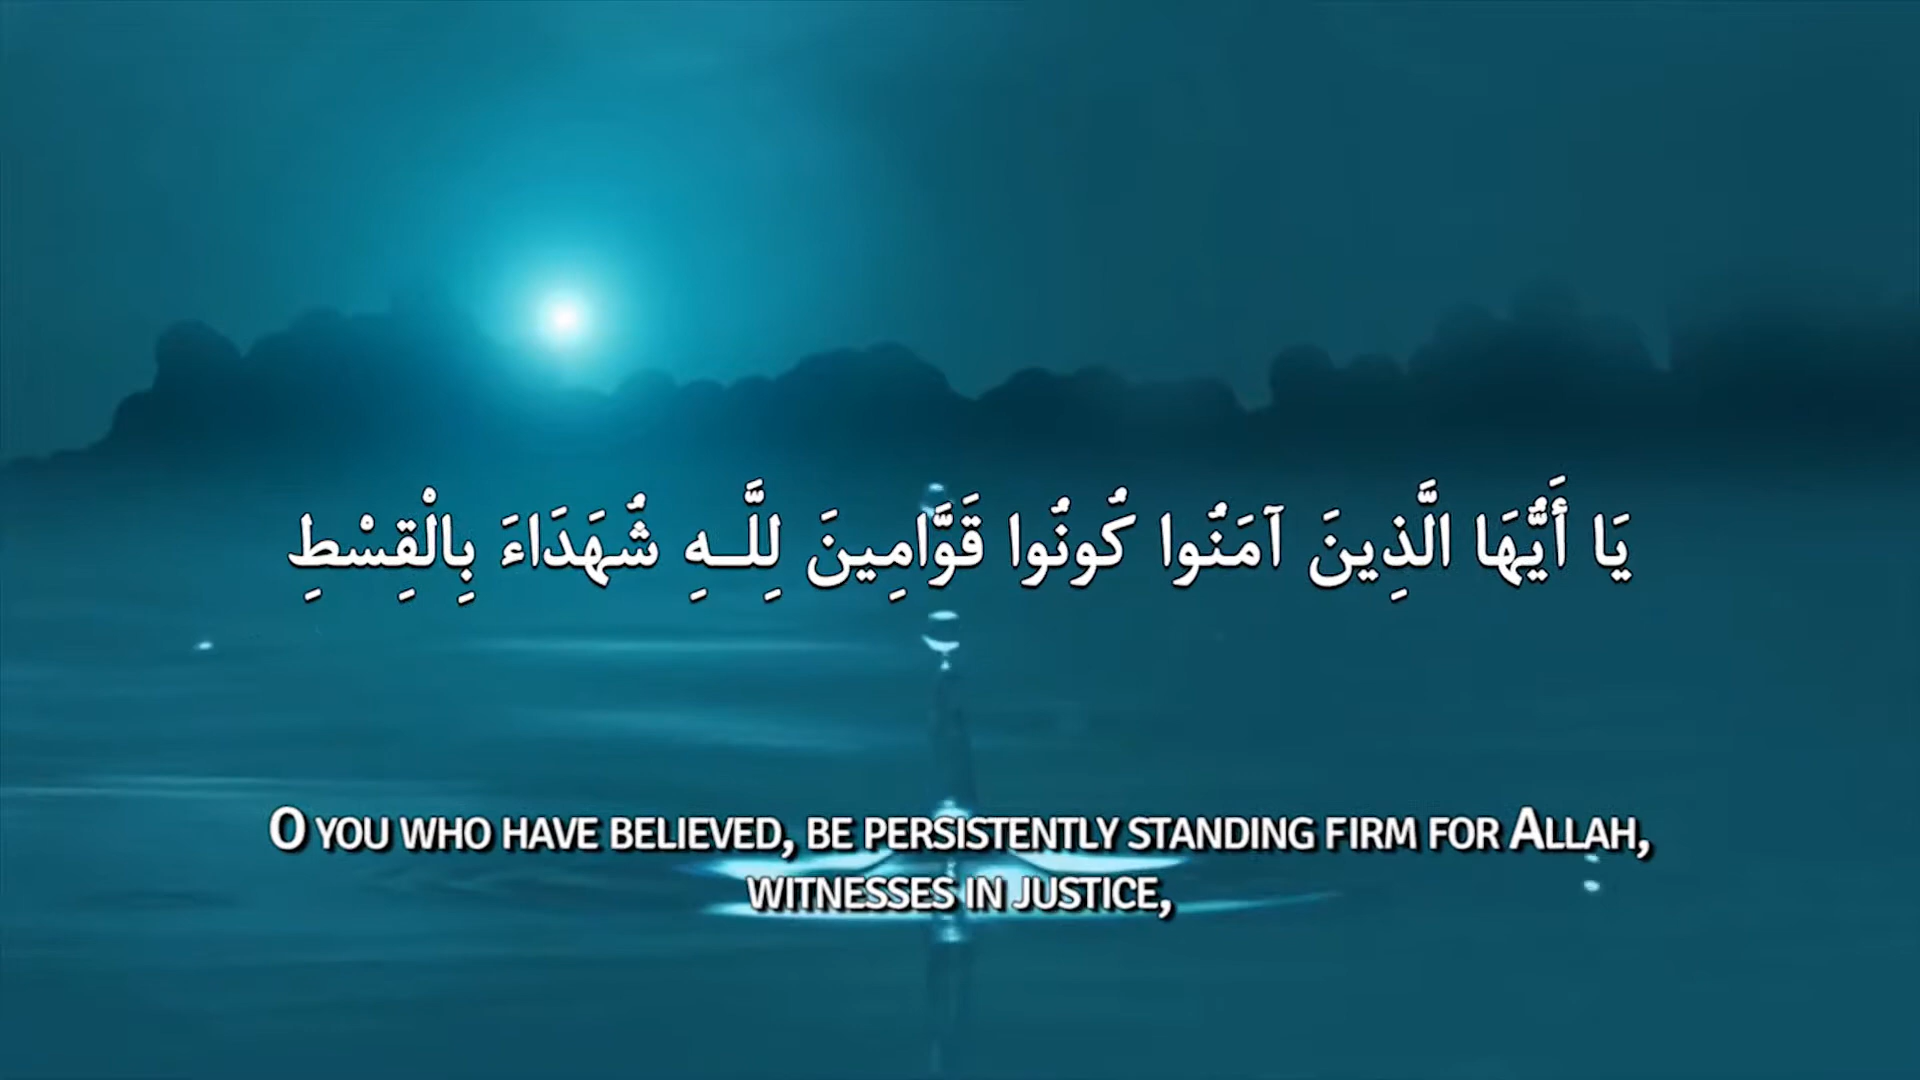 يَا أَيُّهَا الَّذِينَ آمَنُوا كُونُوا قَوَّامِينَ لِلَّـهِ شُهَدَاءَ بِالْقِسْطِ
O YOU WHO HAVE BELIEVED, BE PERSISTENTLY STANDING FIRM FOR ALLAH,
WITNESSES IN JUSTICE,